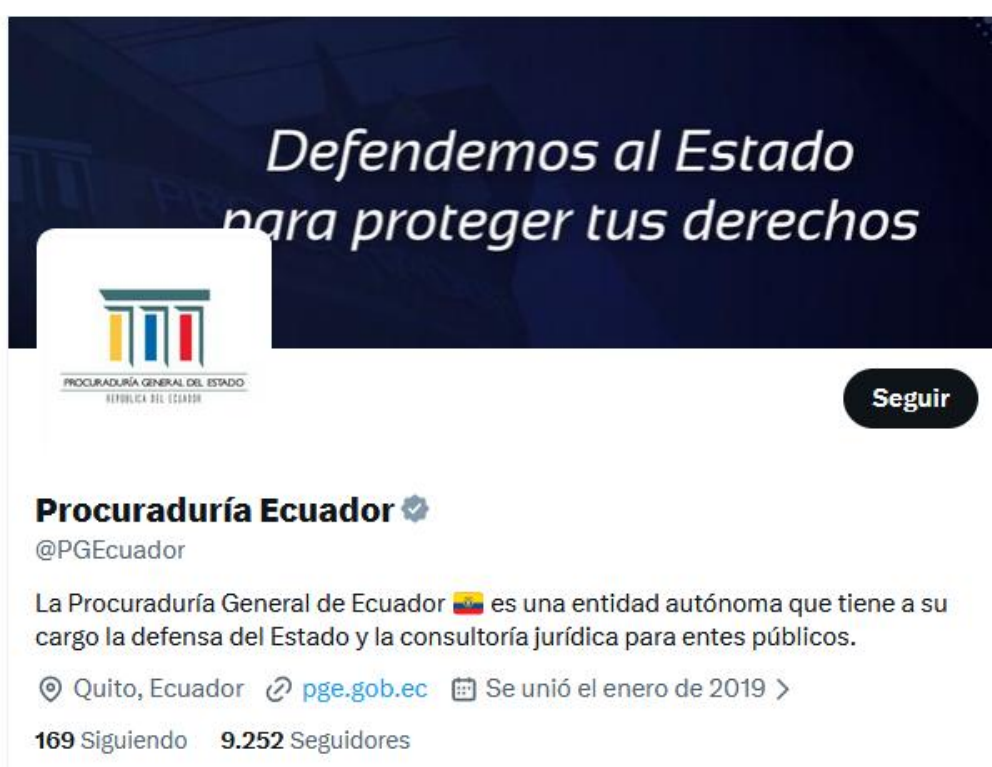 Defendemos al Estado
para proteger tus derechos
PROCURADURÍA GENERAL DEL ESTADO
REPÚBLICA DEL ECUADOR
Seguir
Procuraduría Ecuador
@PGEcuador
La Procuraduría General de Ecuador 🇪🇨 es una entidad autónoma que tiene a su
cargo la defensa del Estado y la consultoría jurídica para entes públicos.
Quito, Ecuador pge.gob.ec Se unió el enero de 2019
169 Siguiendo 9.252 Seguidores